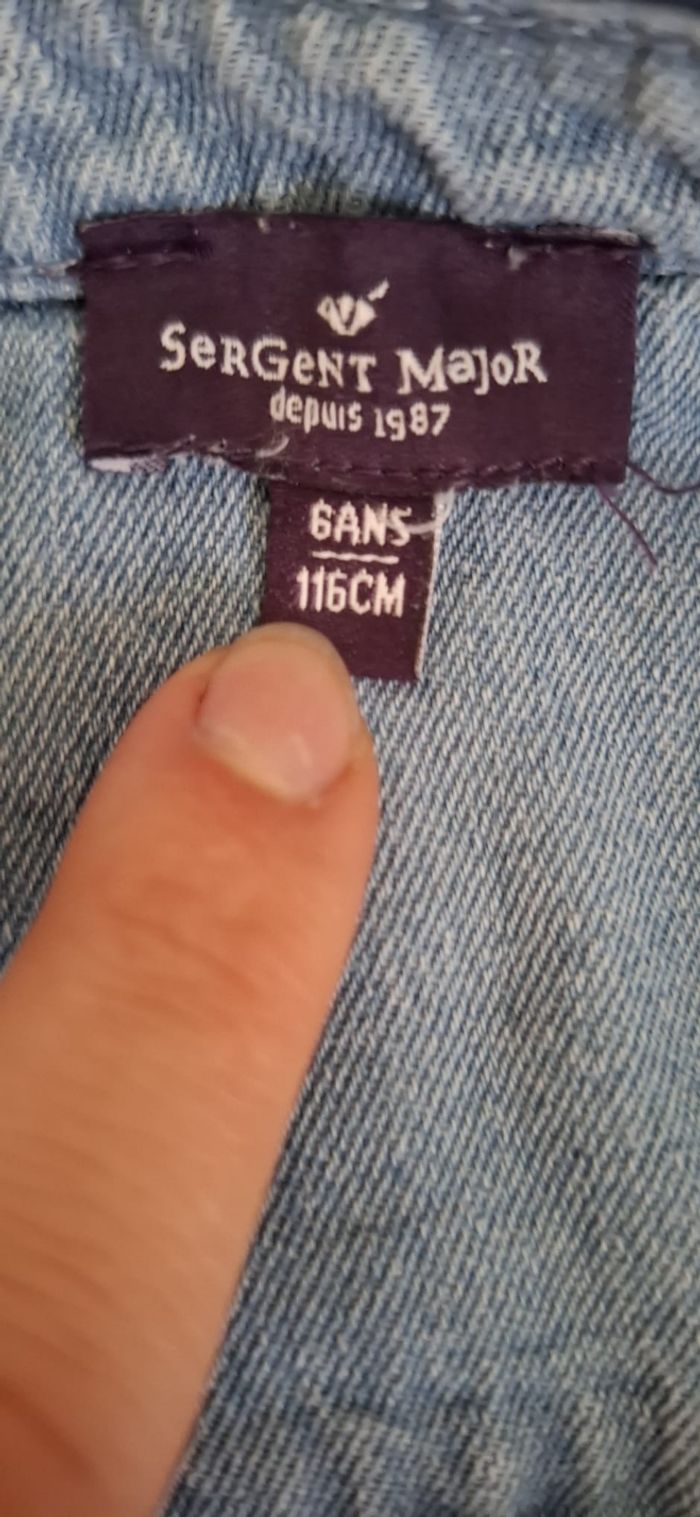 SeRGeNT MajoR
depuis 1987
6ANS
116CM